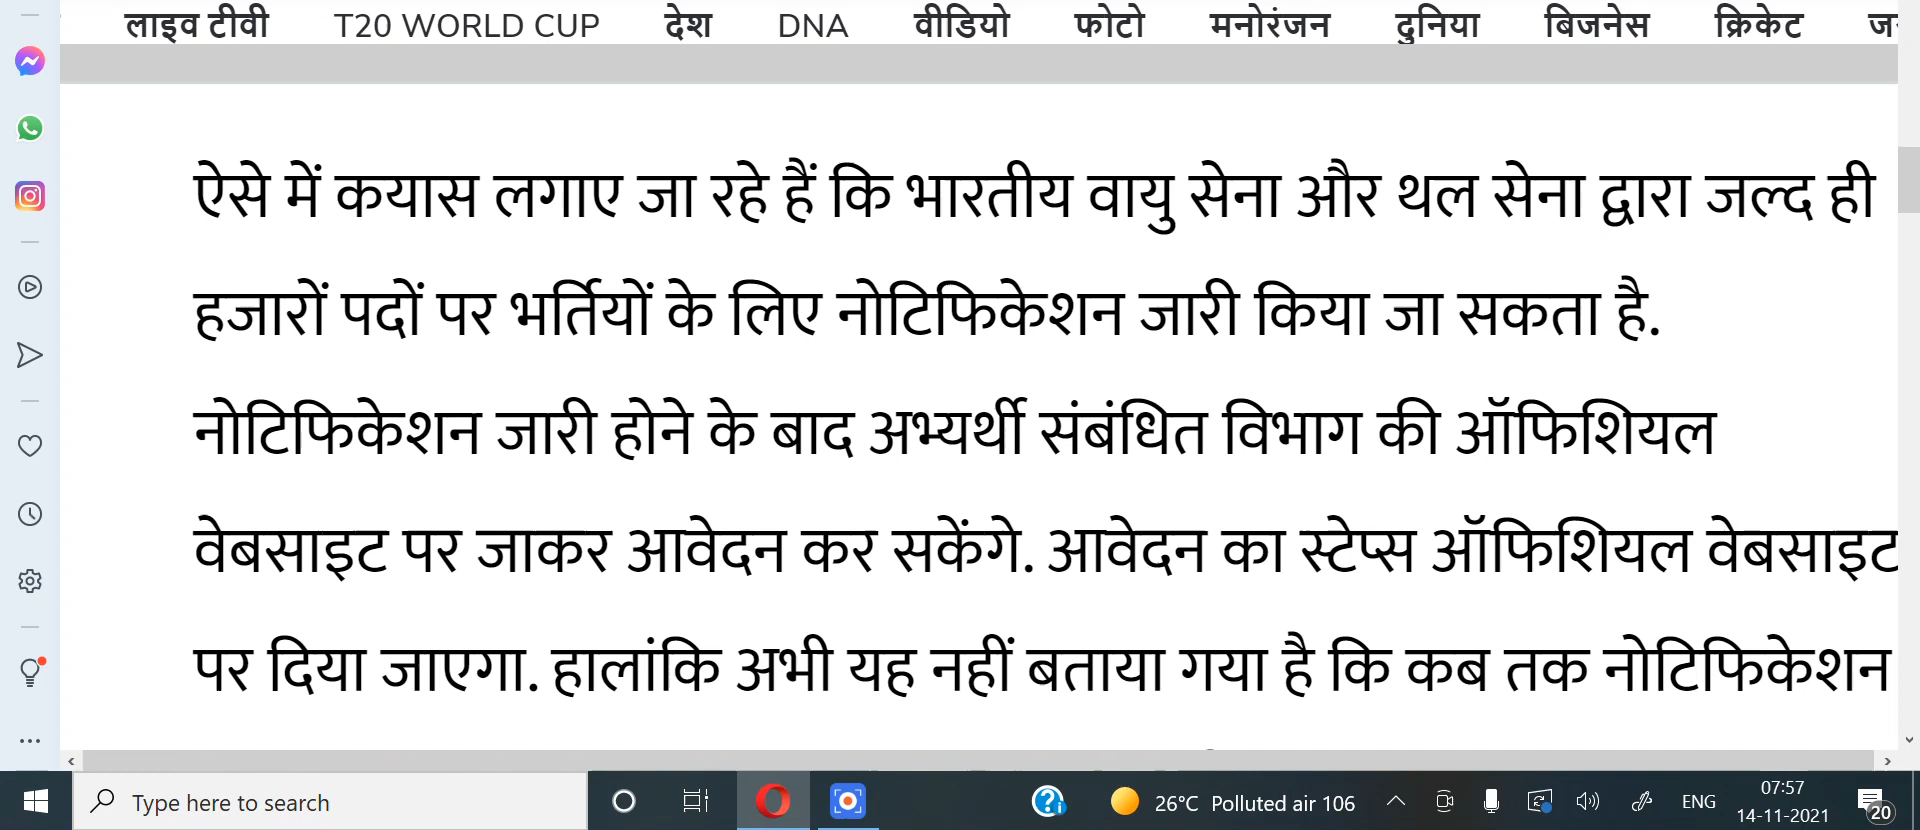 लाइव टीवी T20 WORLD CUP देश DNA वीडियो फोटो मनोरंजन दुनिया बिजनेस क्रिकेट
ऐसे में कयास लगाए जा रहे हैं कि भारतीय वायु सेना और थल सेना द्वारा जल्द ही
हजारों पदों पर भर्तियों के लिए नोटिफिकेशन जारी किया जा सकता है.
नोटिफिकेशन जारी होने के बाद अभ्यर्थी संबंधित विभाग की ऑफिशियल
वेबसाइट पर जाकर आवेदन कर सकेंगे. आवेदन का स्टेप्स ऑफिशियल वेबसाइट
पर दिया जाएगा. हालांकि अभी यह नहीं बताया गया है कि कब तक नोटिफिकेशन
Type here to search 26°C Polluted air 106 ENG 07:57
14-11-2021 20